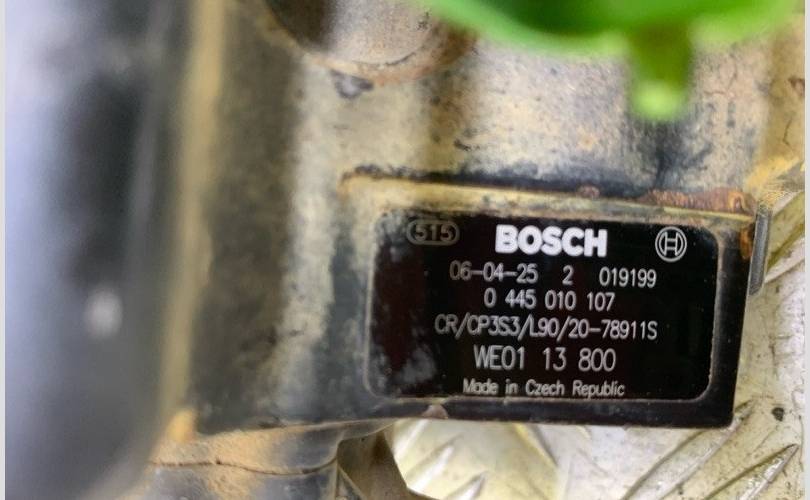 515 BOSCH
06-04-25 2 019199
0 445 010 107
CR/CP3S3/L90/20-78911S
WE01 13 800
Made in Czech Republic